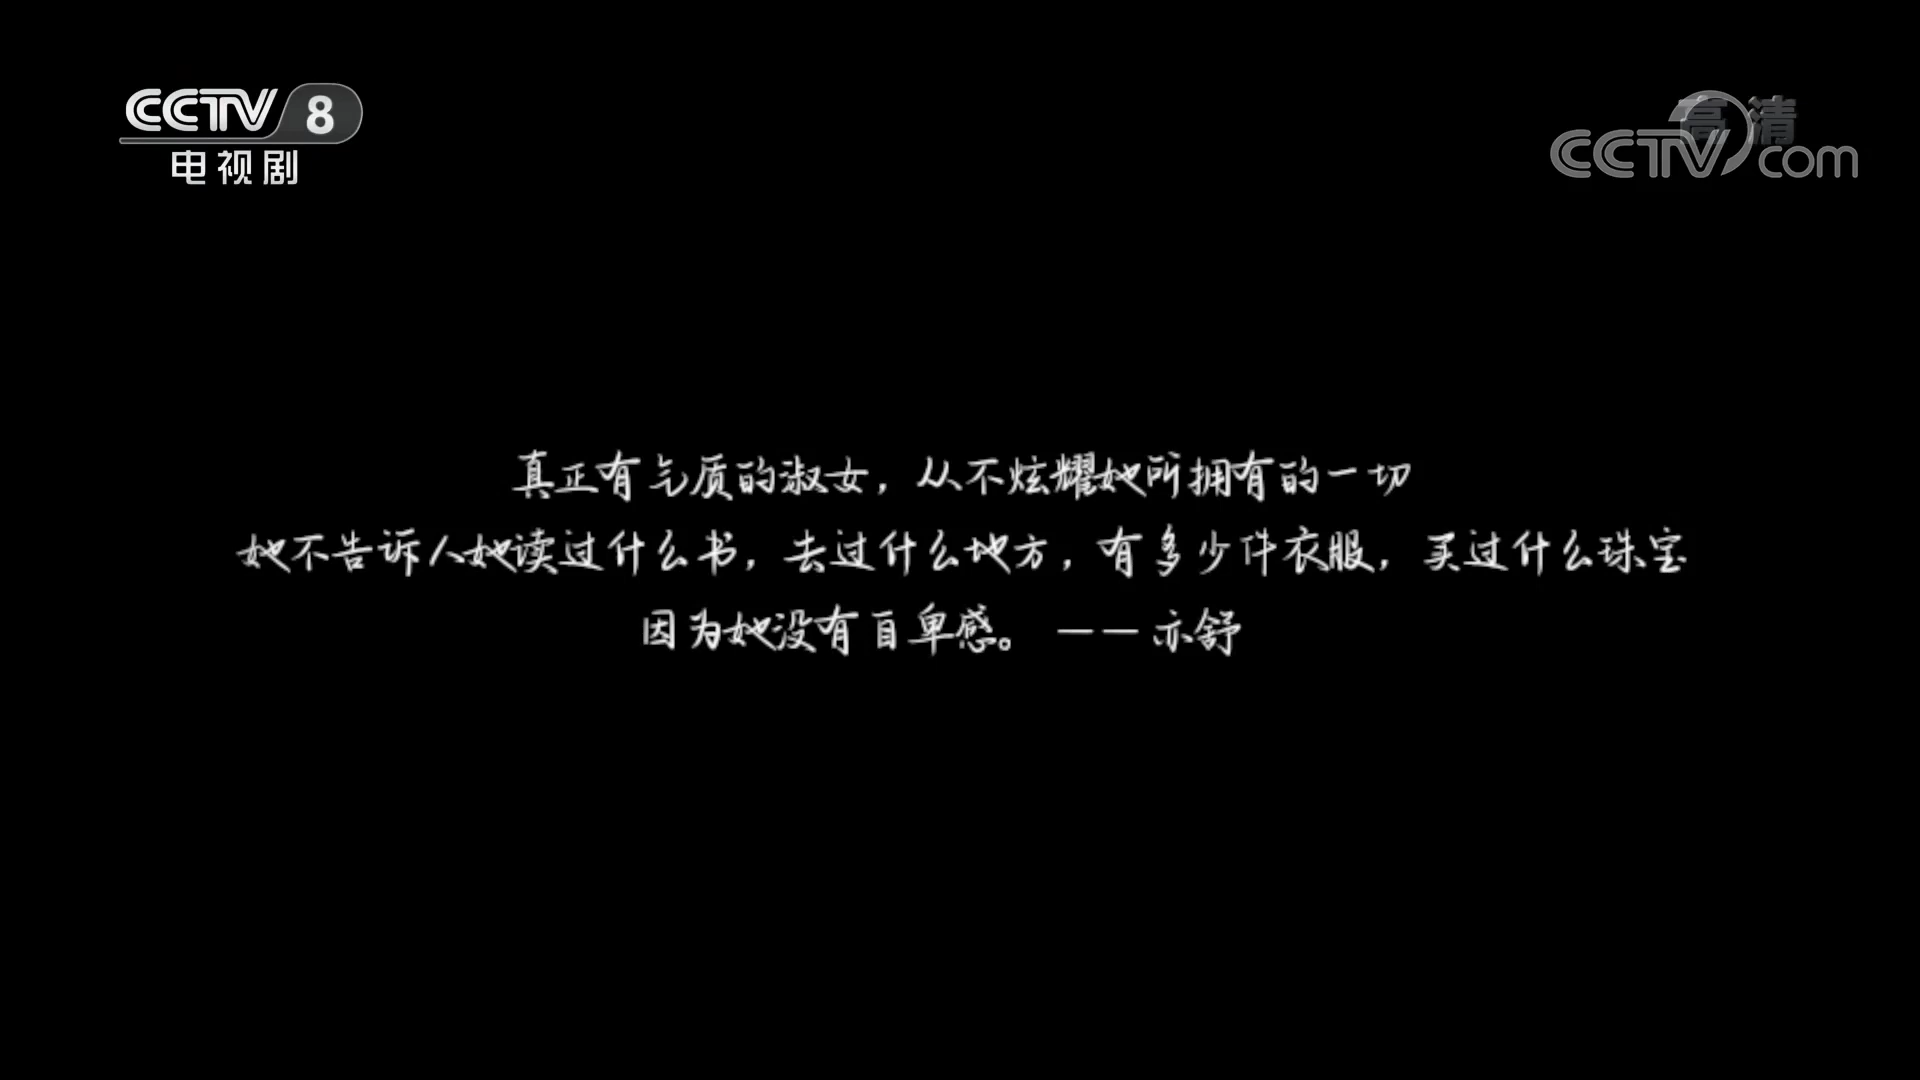 CCTV 8
电视剧
高清
CCTV com
真正有气质的淑女，从不炫耀她所拥有的一切
她不告诉人她读过什么书，去过什么地方，有多少件衣服，买过什么珠宝
因为她没有自卑感。 —— 亦舒